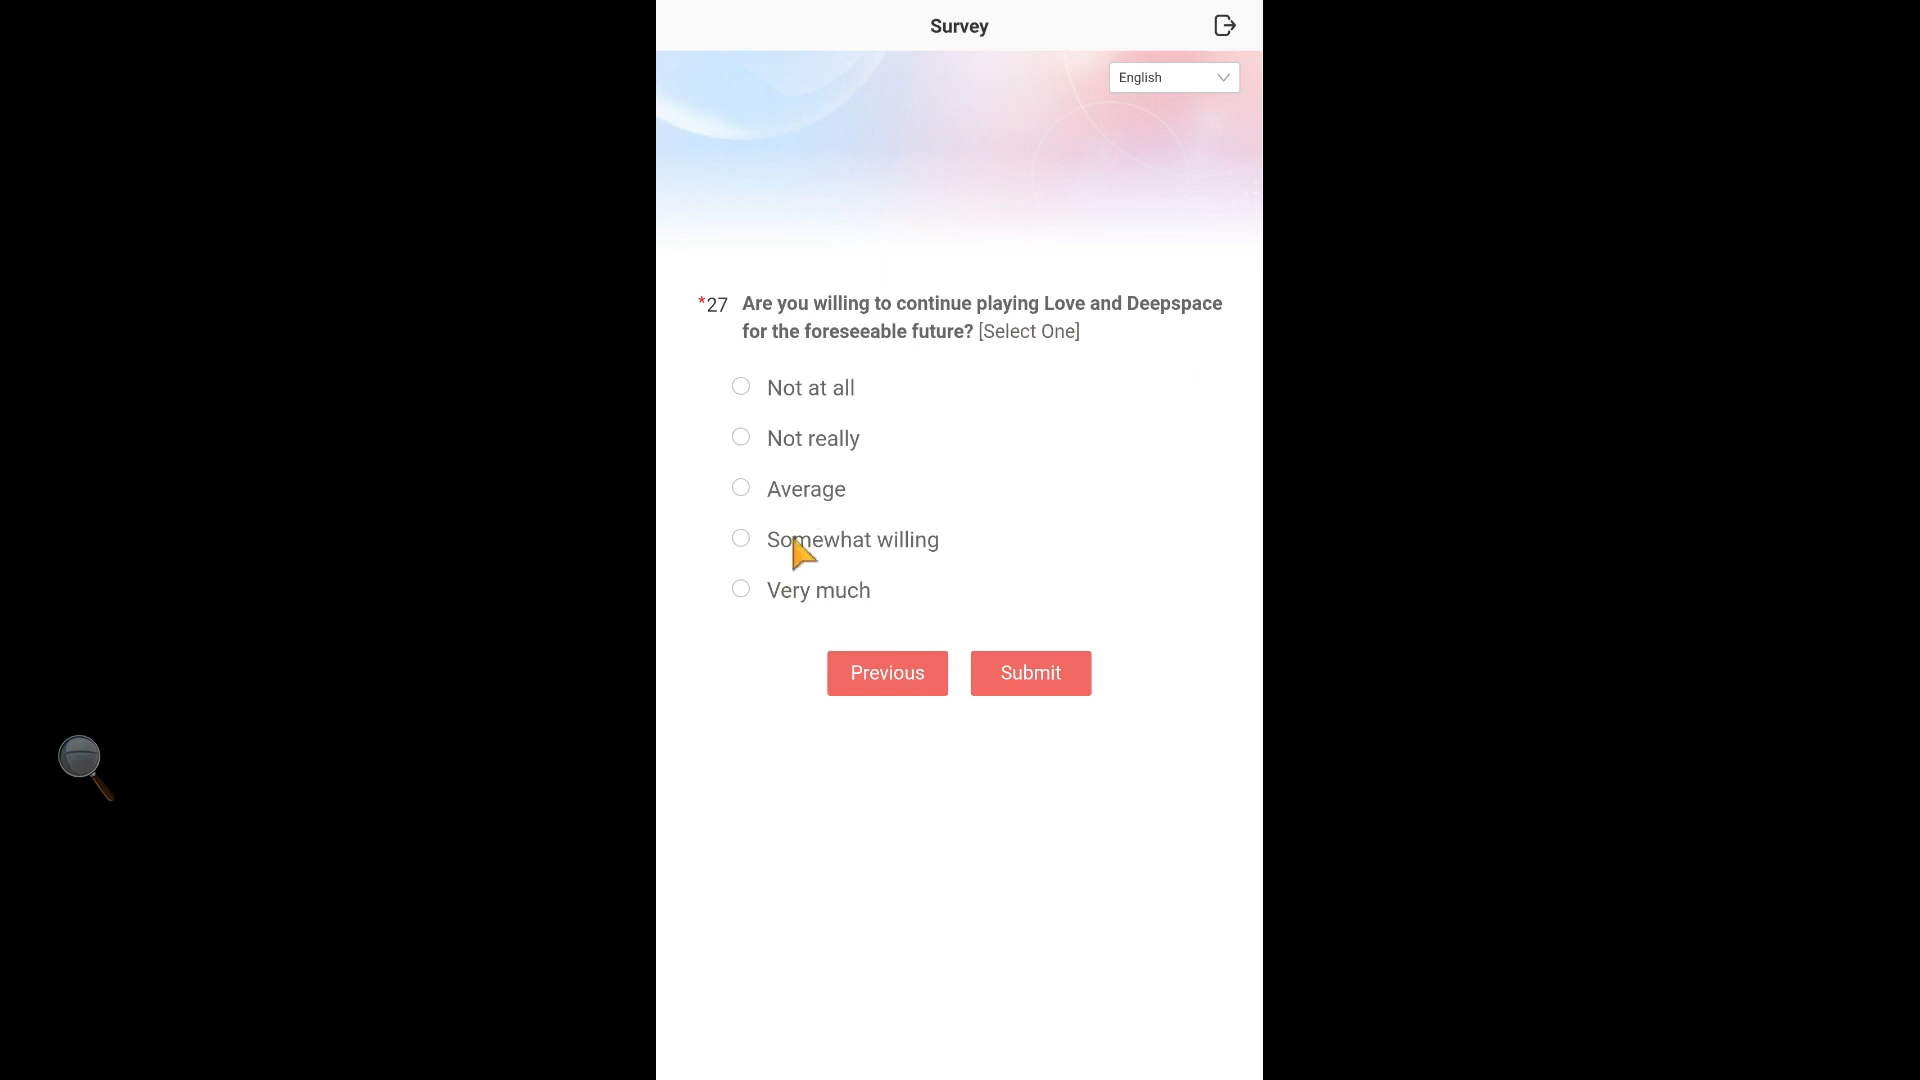 Survey
English
*27 Are you willing to continue playing Love and Deepspace
for the foreseeable future? [Select One]
Not at all
Not really
Average
Somewhat willing
Very much
Previous Submit